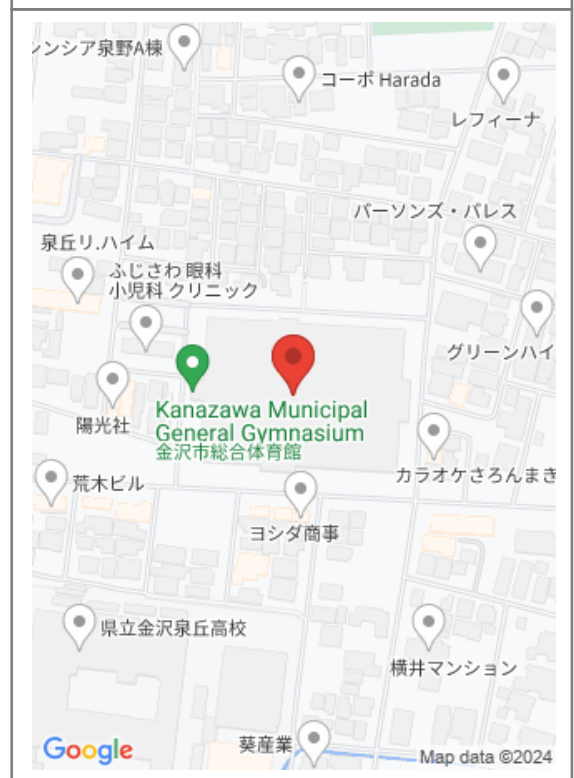 レンシア泉野A棟
コーポ Harada
レフィーナ
パーソンズ・パレス
泉丘リ.ハイム
ふじさわ 眼科
小児科 クリニック
グリーンハイ
Kanazawa Municipal
General Gymnasium
金沢市総合体育館
陽光社
カラオケさろんまき
荒木ビル
ヨシダ商事
県立金沢泉丘高校
横井マンション
葵産業
Google
Map data ©2024